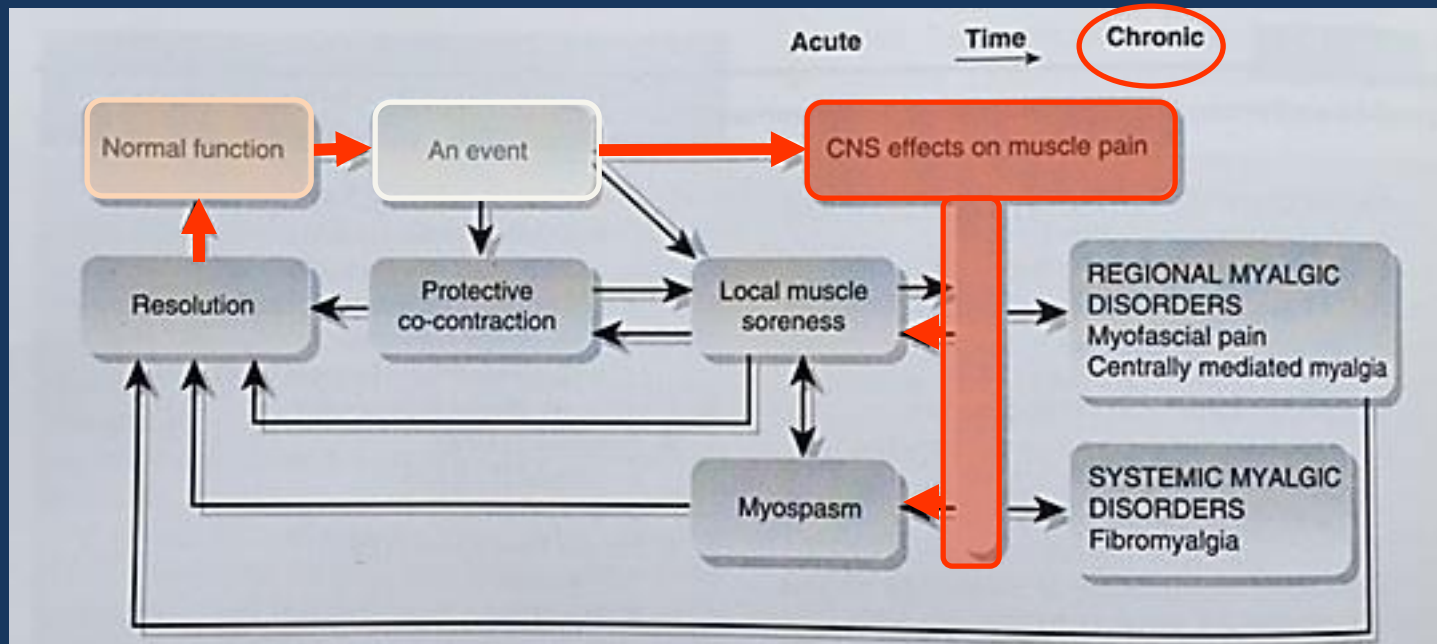 Acute Time Chronic
Normal function
An event
CNS effects on muscle pain
Resolution
Protective
co-contraction
Local muscle
soreness
REGIONAL MYALGIC
DISORDERS
Myofascial pain
Centrally mediated myalgia
Myospasm
SYSTEMIC MYALGIC
DISORDERS
Fibromyalgia